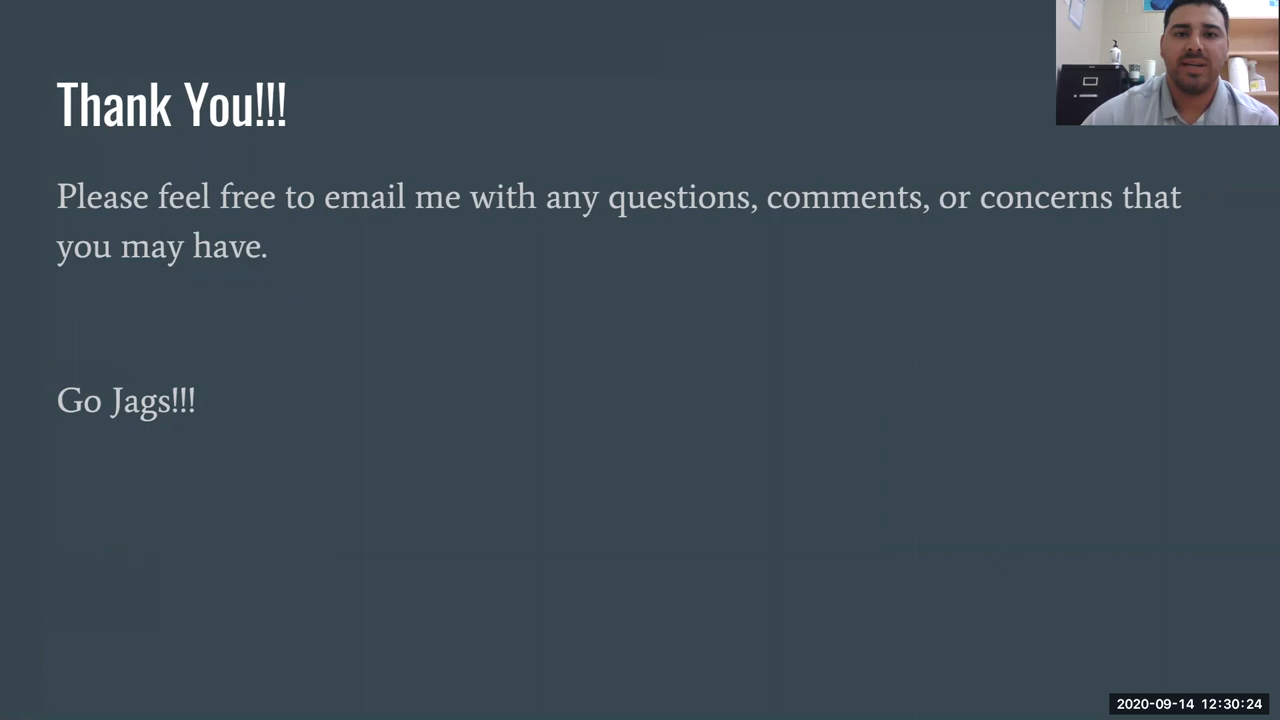 Thank You!!!
Please feel free to email me with any questions, comments, or concerns that
you may have.
Go Jags!!!
2020-09-14 12:30:24